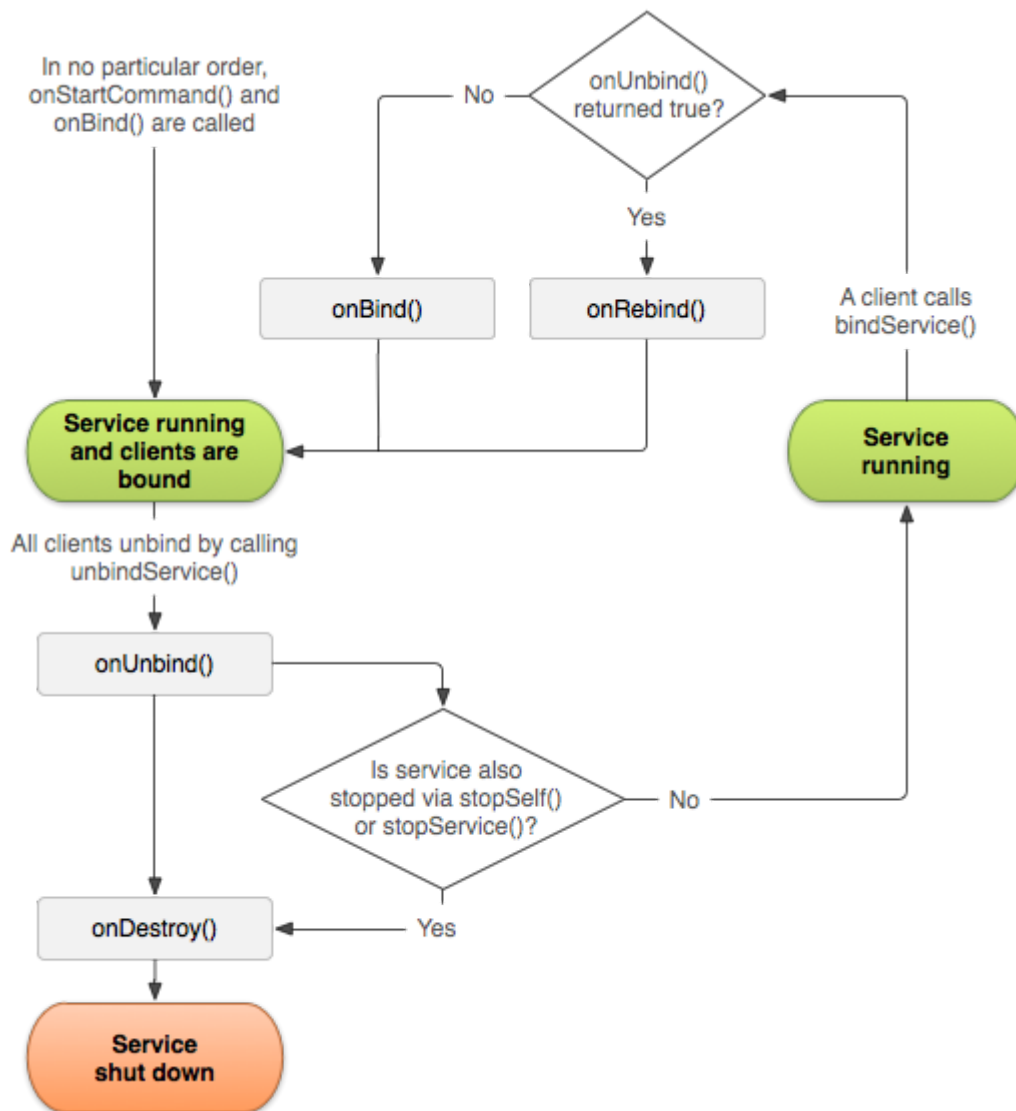 In no particular order,
onStartCommand() and
onBind() are called
onUnbind()
returned true?
No
Yes
onBind()
onRebind()
A client calls
bindService()
Service running
and clients are
bound
Service
running
All clients unbind by calling
unbindService()
onUnbind()
Is service also
stopped via stopSelf()
or stopService()?
No
Yes
onDestroy()
Service
shut down